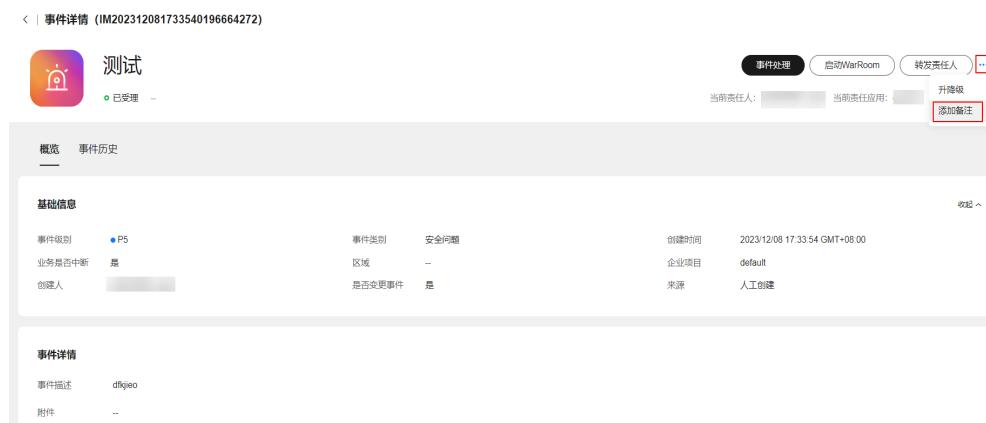 事件详情（IM202312081733540196664272）
测试
事件处理 启动WarRoom 转发责任人 ...
已受理 --
当前责任人： 当前责任应用：
升降级
添加备注
概览 事件历史
基础信息 收起
事件级别 P5 事件类别 安全问题 创建时间 2023/12/08 17:33:54 GMT+08:00
业务是否中断 是 区域 -- 企业项目 default
创建人 是否变更事件 是 来源 人工创建
事件详情
事件描述 dfkjieo
附件 --